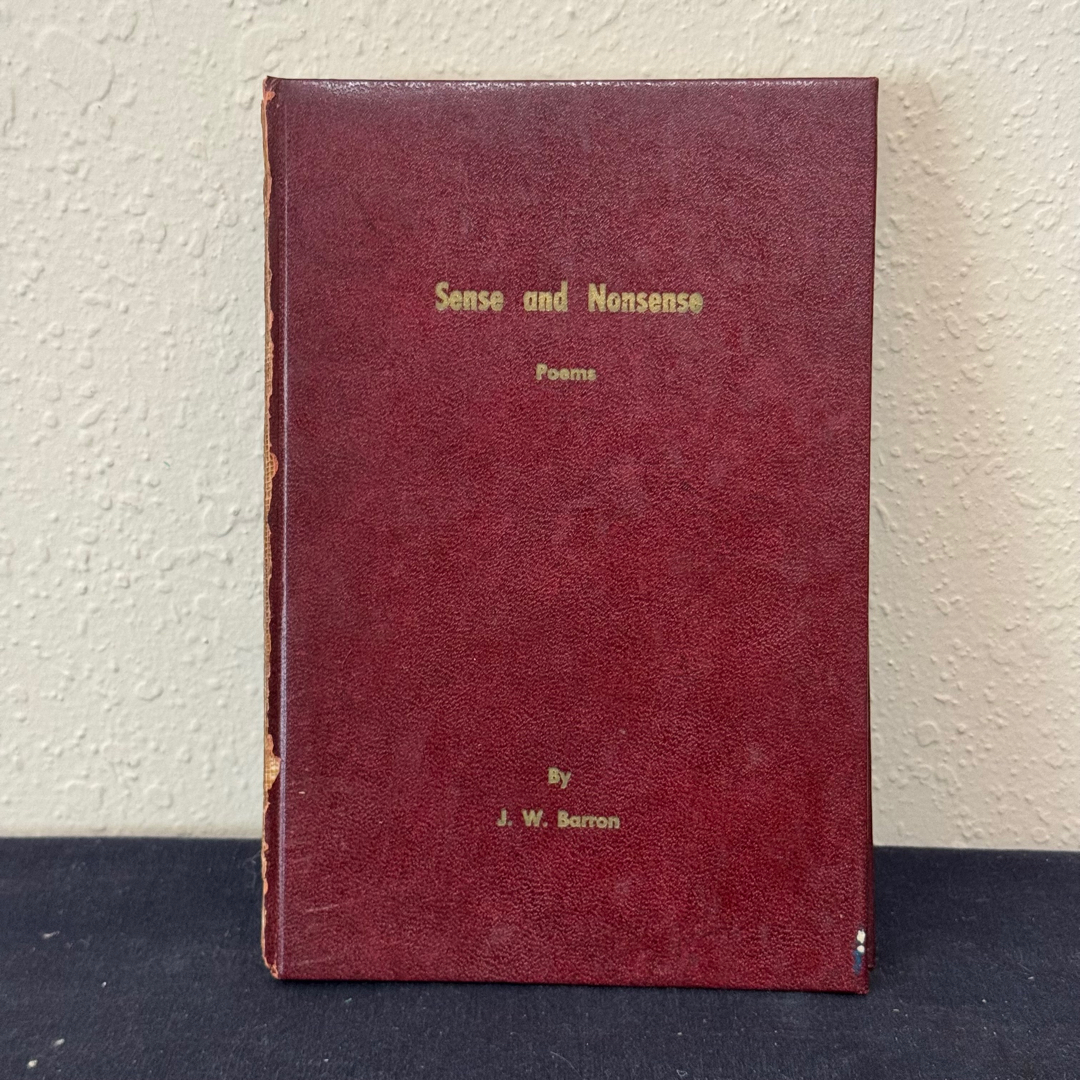 Sense and Nonsense
Poems
By
J. W. Barron